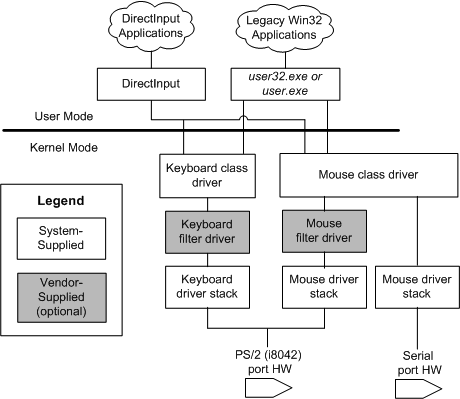 DirectInput
Applications
Legacy Win32
Applications
DirectInput
user32.exe or
user.exe
User Mode
Kernel Mode
Keyboard class
driver
Mouse class driver
Legend
System-
Supplied
Vendor-
Supplied
(optional)
Keyboard
filter driver
Mouse
filter driver
Keyboard
driver stack
Mouse driver
stack
Mouse driver
stack
PS/2 (i8042)
port HW
Serial
port HW